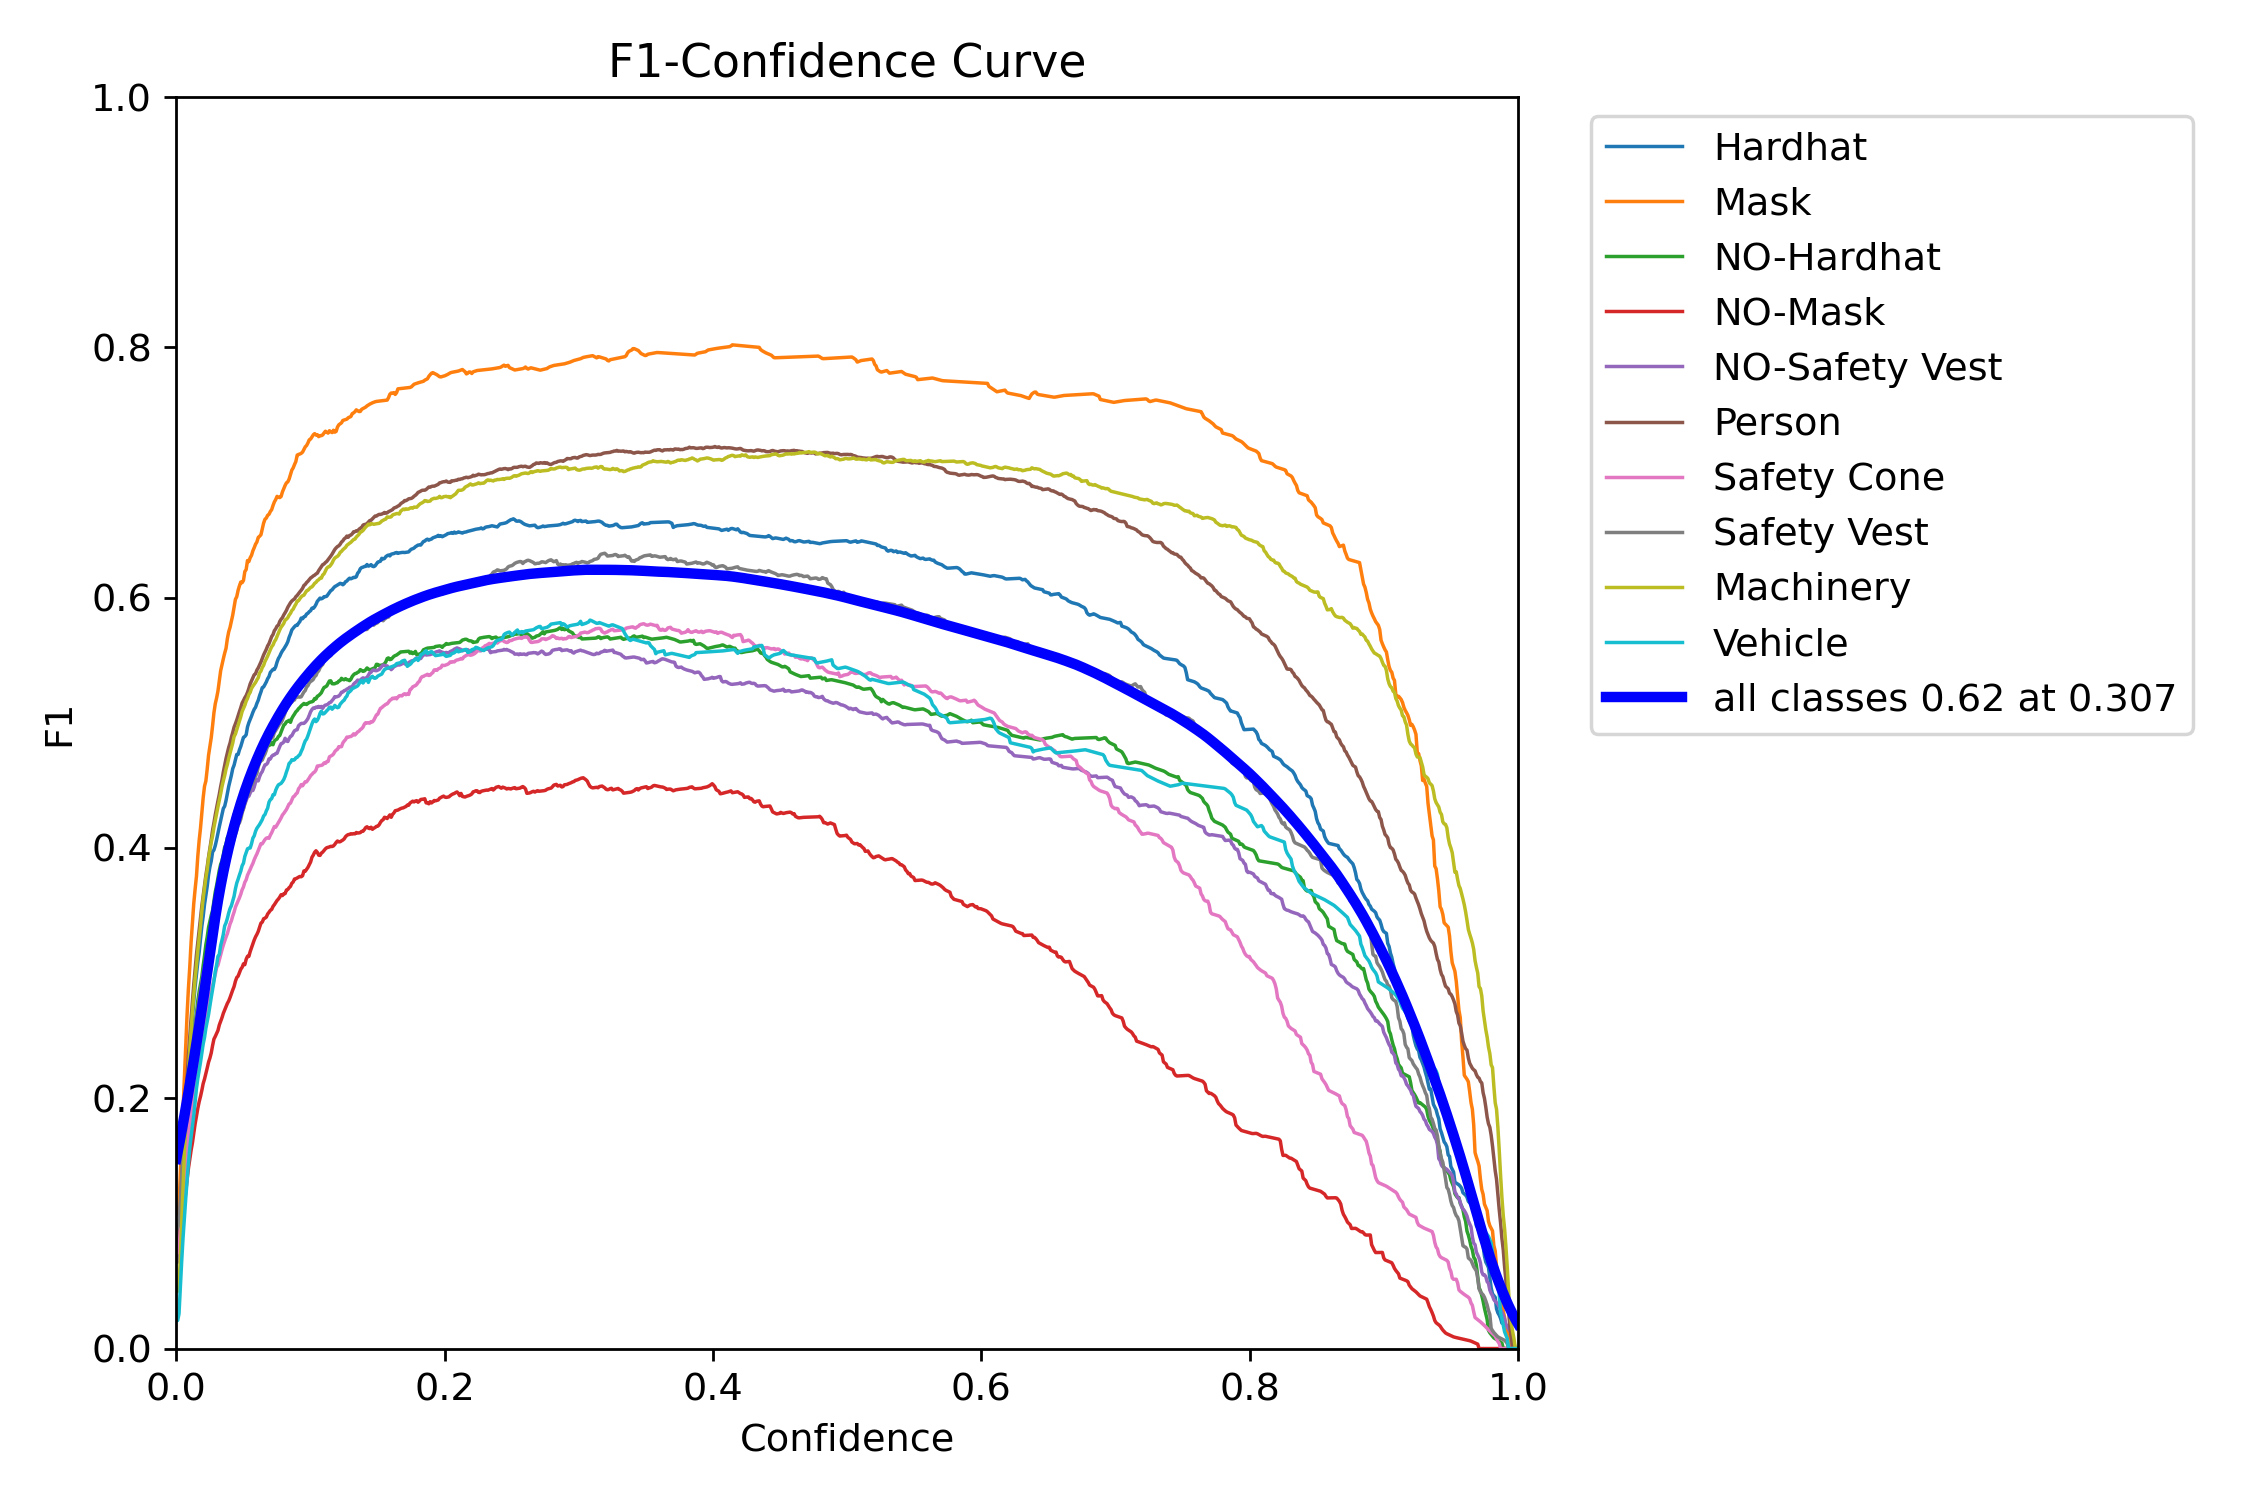 F1-Confidence Curve
1.0
0.8
0.6
0.4
0.2
0.0
F1
0.0 0.2 0.4 0.6 0.8 1.0
Confidence
Hardhat
Mask
NO-Hardhat
NO-Mask
NO-Safety Vest
Person
Safety Cone
Safety Vest
Machinery
Vehicle
all classes 0.62 at 0.307